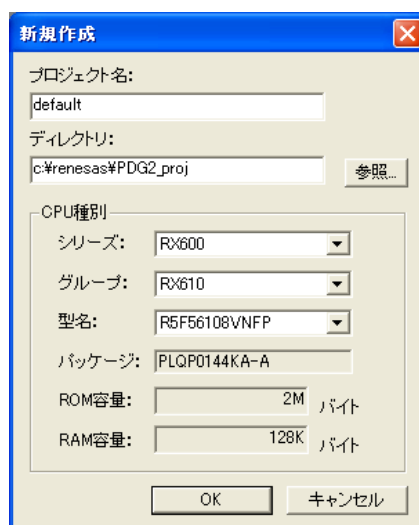 新規作成
プロジェクト名:
default
ディレクトリ:
c:¥renesas¥PDG2_proj
参照...
CPU種別
シリーズ: RX600
グループ: RX610
型名: R5F56108VNFP
パッケージ: PLQP0144KA-A
ROM容量: 2M バイト
RAM容量: 128K バイト
OK キャンセル